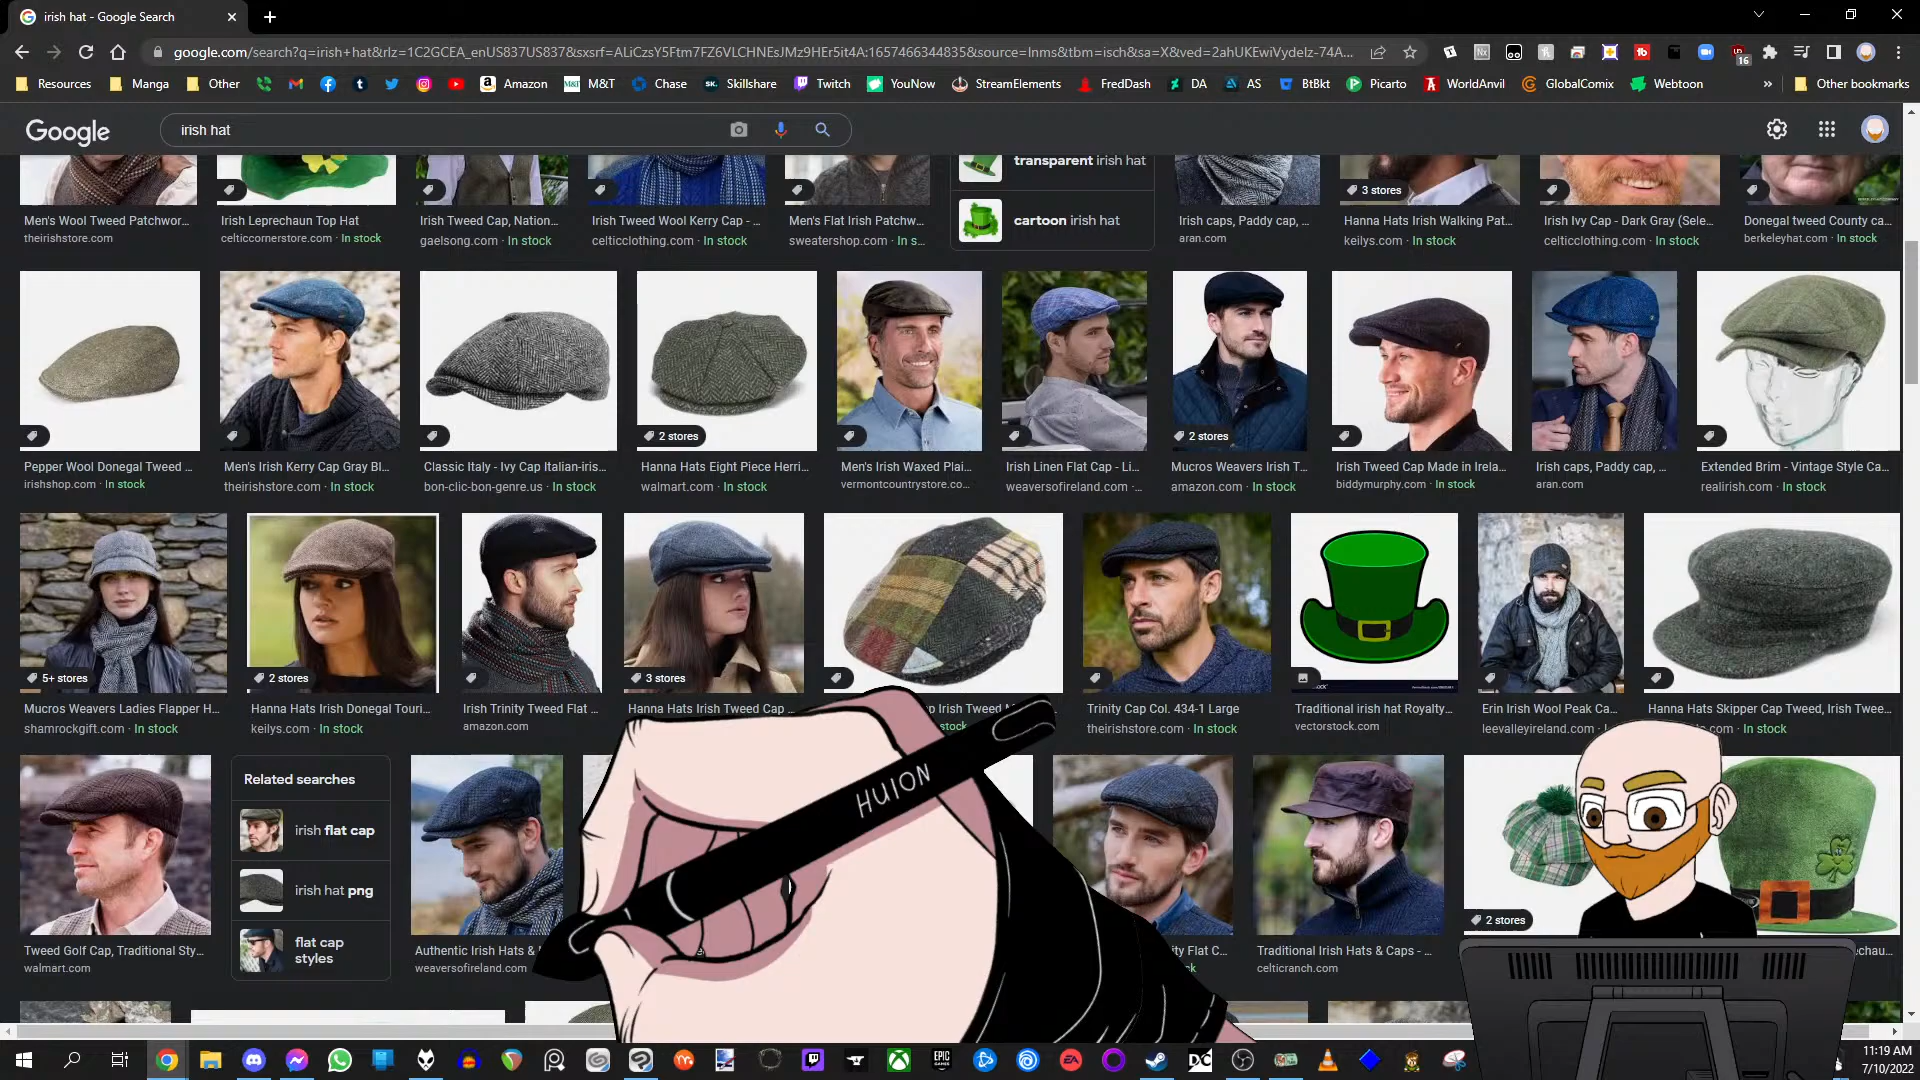 irish hat - Google Search
google.com/search?q=irish+hat&rlz=1C2GCEA_enUS837US837&sxsrf=ALiCzsY5Ftm7FZ6VLCHNEsJMz9HEr5it4A:1657466344835&source=lnms&tbm=isch&sa=X&ved=2ahUKEwiVydelz-74A...
16
Resources Manga Other Amazon M&T Chase Skillshare Twitch YouNow StreamElements FredDash DA AS BtBkt Picarto WorldAnvil GlobalComix Webtoon » Other bookmarks
Google irish hat
transparent irish hat
3 stores
cartoon irish hat
Men's Wool Tweed Patchwor... Irish Leprechaun Top Hat Irish Tweed Cap, Nation... Irish Tweed Wool Kerry Cap - ... Men's Flat Irish Patchw... Irish caps, Paddy cap, ... Hanna Hats Irish Walking Pat... Irish Ivy Cap - Dark Gray (Sele... Donegal tweed County ca...
theirishstore.com celticcornerstore.com · In stock gaelsong.com · In stock celticclothing.com · In stock sweatershop.com · In s... aran.com keilys.com · In stock celticclothing.com · In stock berkeleyhat.com · In stock
2 stores 2 stores
Pepper Wool Donegal Tweed ... Men's Irish Kerry Cap Gray Bl... Classic Italy - Ivy Cap Italian-iris... Hanna Hats Eight Piece Herri... Men's Irish Waxed Plai... Irish Linen Flat Cap - Li... Mucros Weavers Irish T... Irish Tweed Cap Made in Irela... Irish caps, Paddy cap, ... Extended Brim - Vintage Style Ca...
irishshop.com · In stock theirishstore.com · In stock bon-clic-bon-genre.us · In stock walmart.com · In stock vermontcountrystore.co... weaversofireland.com · ... amazon.com · In stock biddymurphy.com · In stock aran.com realirish.com · In stock
5+ stores 2 stores 3 stores
Mucros Weavers Ladies Flapper H... Hanna Hats Irish Donegal Touri... Irish Trinity Tweed Flat ... Hanna Hats Irish Tweed Cap ... Irish Tweed Trinity Cap Col. 434-1 Large Traditional irish hat Royalty... Erin Irish Wool Peak Ca... Hanna Hats Skipper Cap Tweed, Irish Twee...
shamrockgift.com · In stock keilys.com · In stock amazon.com theirishstore.com · In stock vectorstock.com leevalleyireland.com · In stock
HUION
Related searches
irish flat cap
irish hat png
flat cap
styles
2 stores
Tweed Golf Cap, Traditional Sty... Authentic Irish Hats & Flat C... Traditional Irish Hats & Caps - ...
walmart.com weaversofireland.com celticranch.com
11:19 AM
7/10/2022